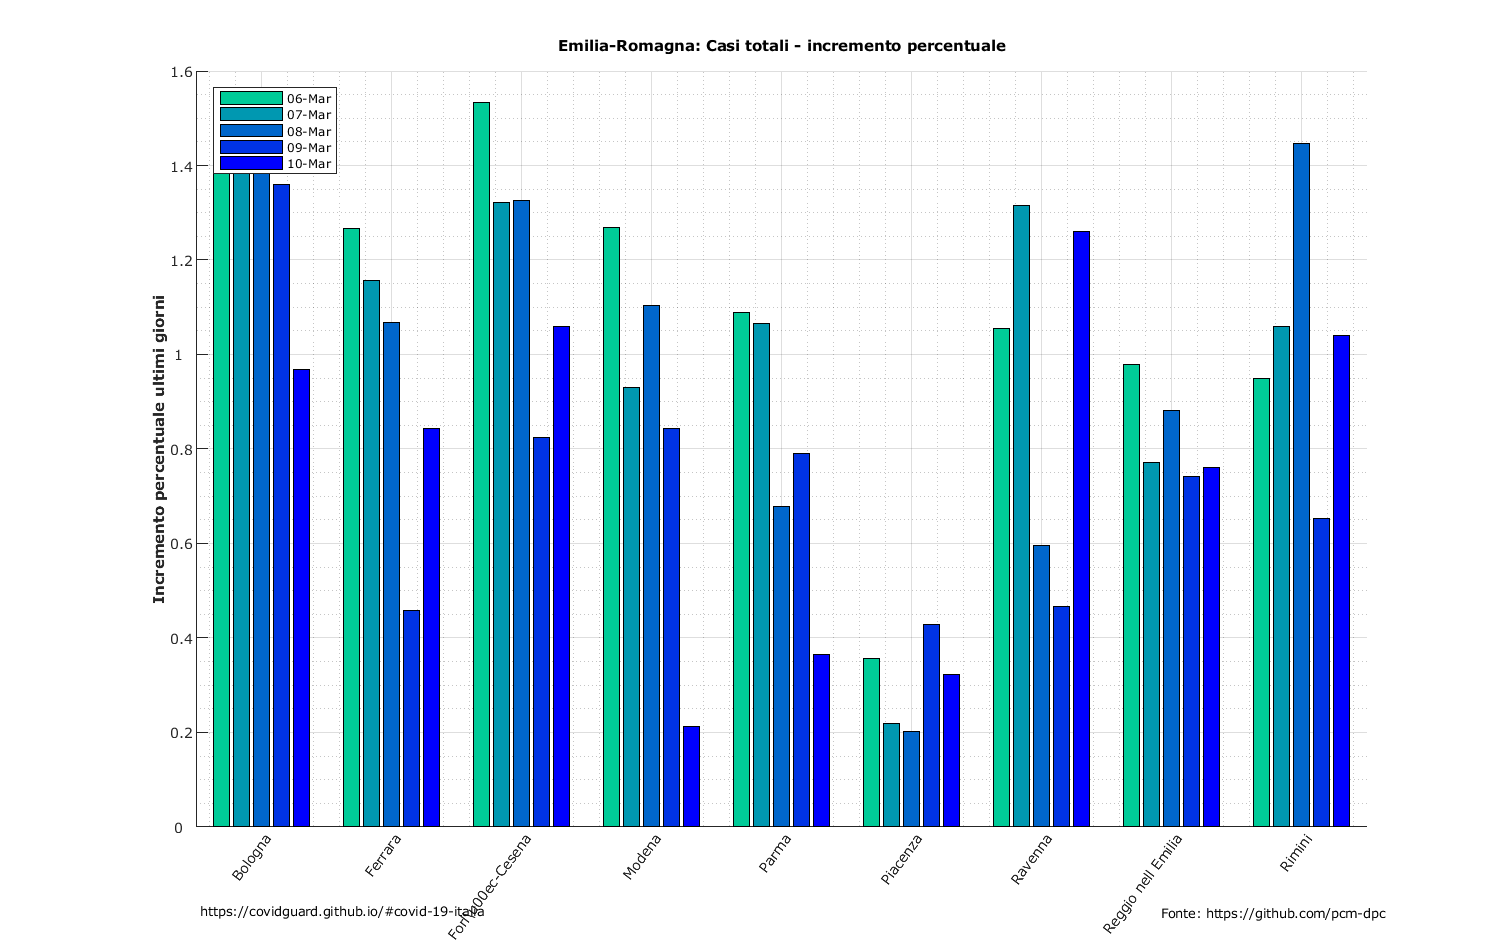 Emilia-Romagna: Casi totali - incremento percentuale
Incremento percentuale ultimi giorni
1.6
1.4
1.2
1
0.8
0.6
0.4
0.2
0
06-Mar
07-Mar
08-Mar
09-Mar
10-Mar
Bologna
Ferrara
Forl\u00ec-Cesena
Modena
Parma
Piacenza
Ravenna
Reggio nell Emilia
Rimini
https://covidguard.github.io/#covid-19-italia
Fonte: https://github.com/pcm-dpc